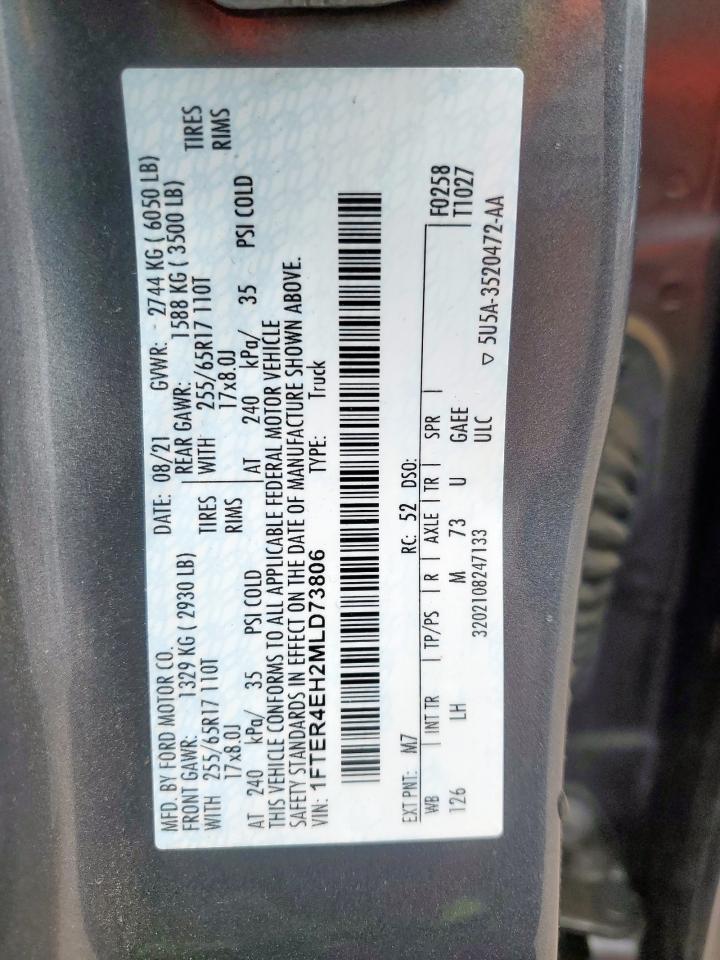 MFD. BY FORD MOTOR CO. DATE: 08/21 GVWR: - 2744 KG ( 6050 LB)
FRONT GAWR: 1329 KG ( 2930 LB) REAR GAWR: 1588 KG ( 3500 LB)
WITH 255/65R17 110T TIRES WITH 255/65R17 110T TIRES
17x8.0J RIMS 17x8.0J RIMS
AT 240 kPa/ 35 PSI COLD AT 240 kPa/ 35 PSI COLD
THIS VEHICLE CONFORMS TO ALL APPLICABLE FEDERAL MOTOR VEHICLE
SAFETY STANDARDS IN EFFECT ON THE DATE OF MANUFACTURE SHOWN ABOVE.
VIN: 1FTER4EH2MLD73806 TYPE: Truck
EXT PNT: M7 RC: 52 DSO: F0258
WB INT TR TP/PS R AXLE TR SPR T1027
126 LH M 73 U GAEE
3202108247133 ULC ▽ 5U5A-3520472-AA